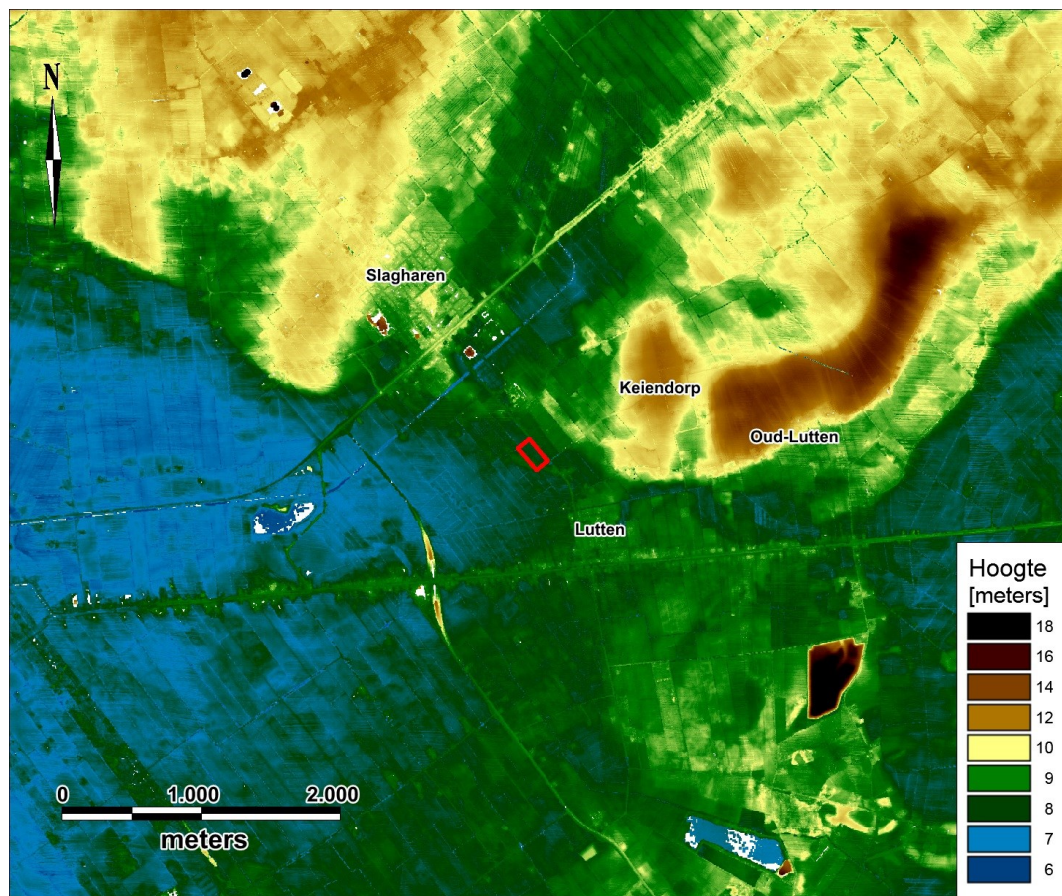 N
Slagharen
Keiendorp
Oud-Lutten
Lutten
0 1.000 2.000
meters
Hoogte
[meters]
18
16
14
12
10
9
8
7
6